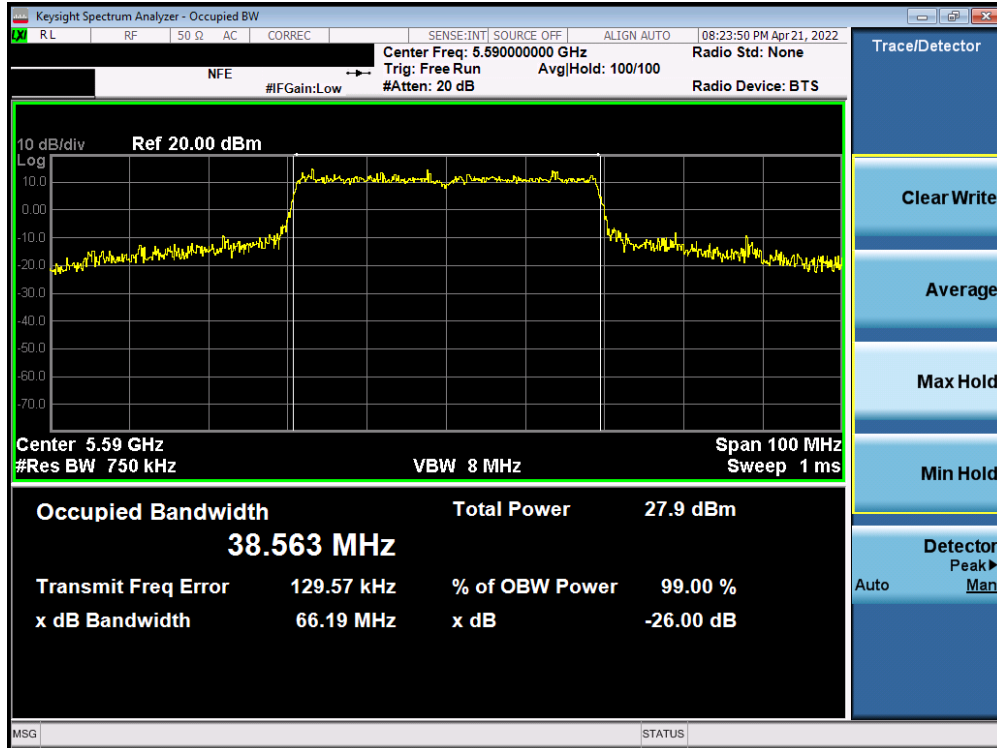 Keysight Spectrum Analyzer - Occupied BW
LXI RL RF 50 Ω AC CORREC SENSE:INT SOURCE OFF ALIGN AUTO 08:23:50 PM Apr 21, 2022
NFE
#IFGain:Low
Center Freq: 5.590000000 GHz
Trig: Free Run Avg|Hold: 100/100
#Atten: 20 dB
Radio Std: None
Radio Device: BTS
10 dB/div Ref 20.00 dBm
Log
10.0
0.00
-10.0
-20.0
-30.0
-40.0
-50.0
-60.0
-70.0
Center 5.59 GHz Span 100 MHz
#Res BW 750 kHz VBW 8 MHz Sweep 1 ms
Occupied Bandwidth Total Power 27.9 dBm
38.563 MHz
Transmit Freq Error 129.57 kHz % of OBW Power 99.00 %
x dB Bandwidth 66.19 MHz x dB -26.00 dB
MSG STATUS
Trace/Detector
Clear Write
Average
Max Hold
Min Hold
Detector
Peak▶
Auto Man